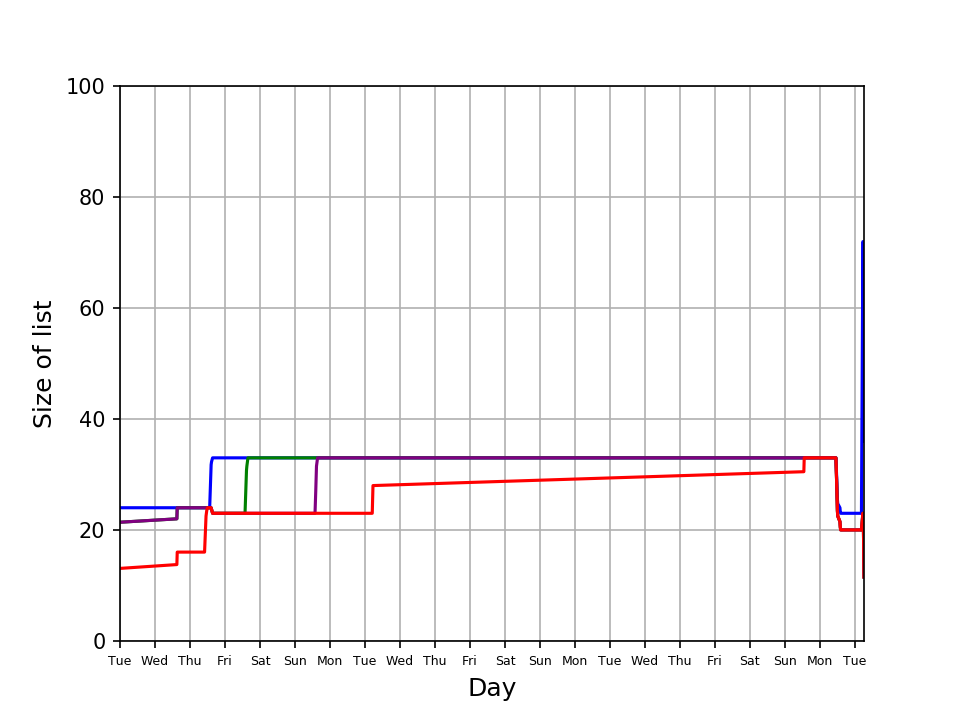 100
80
60
40
20
0
Size of list
Tue Wed Thu Fri Sat Sun Mon Tue Wed Thu Fri Sat Sun Mon Tue Wed Thu Fri Sat Sun Mon Tue
Day